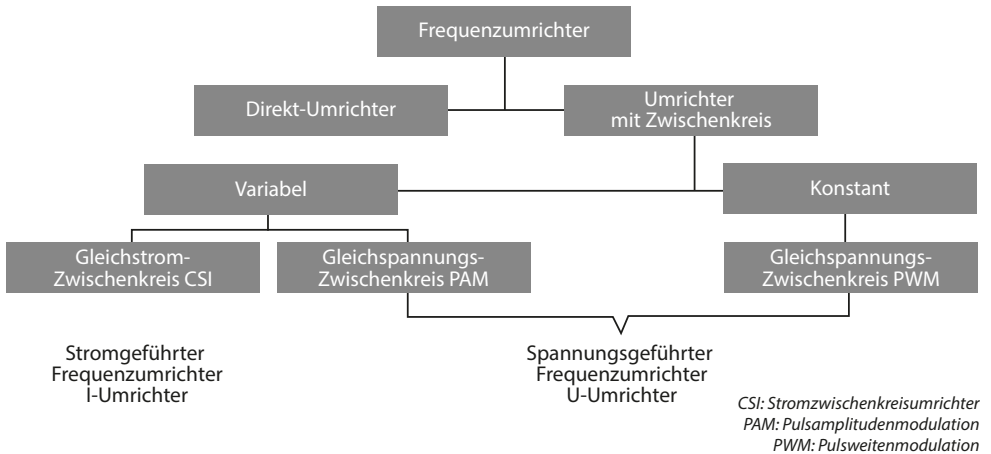 Frequenzumrichter
Direkt-Umrichter
Umrichter
mit Zwischenkreis
Variabel
Konstant
Gleichstrom-
Zwischenkreis CSI
Gleichspannungs-
Zwischenkreis PAM
Gleichspannungs-
Zwischenkreis PWM
Stromgeführter
Frequenzumrichter
I-Umrichter
Spannungsgeführter
Frequenzumrichter
U-Umrichter
CSI: Stromzwischenkreisumrichter
PAM: Pulsamplitudenmodulation
PWM: Pulsweitenmodulation